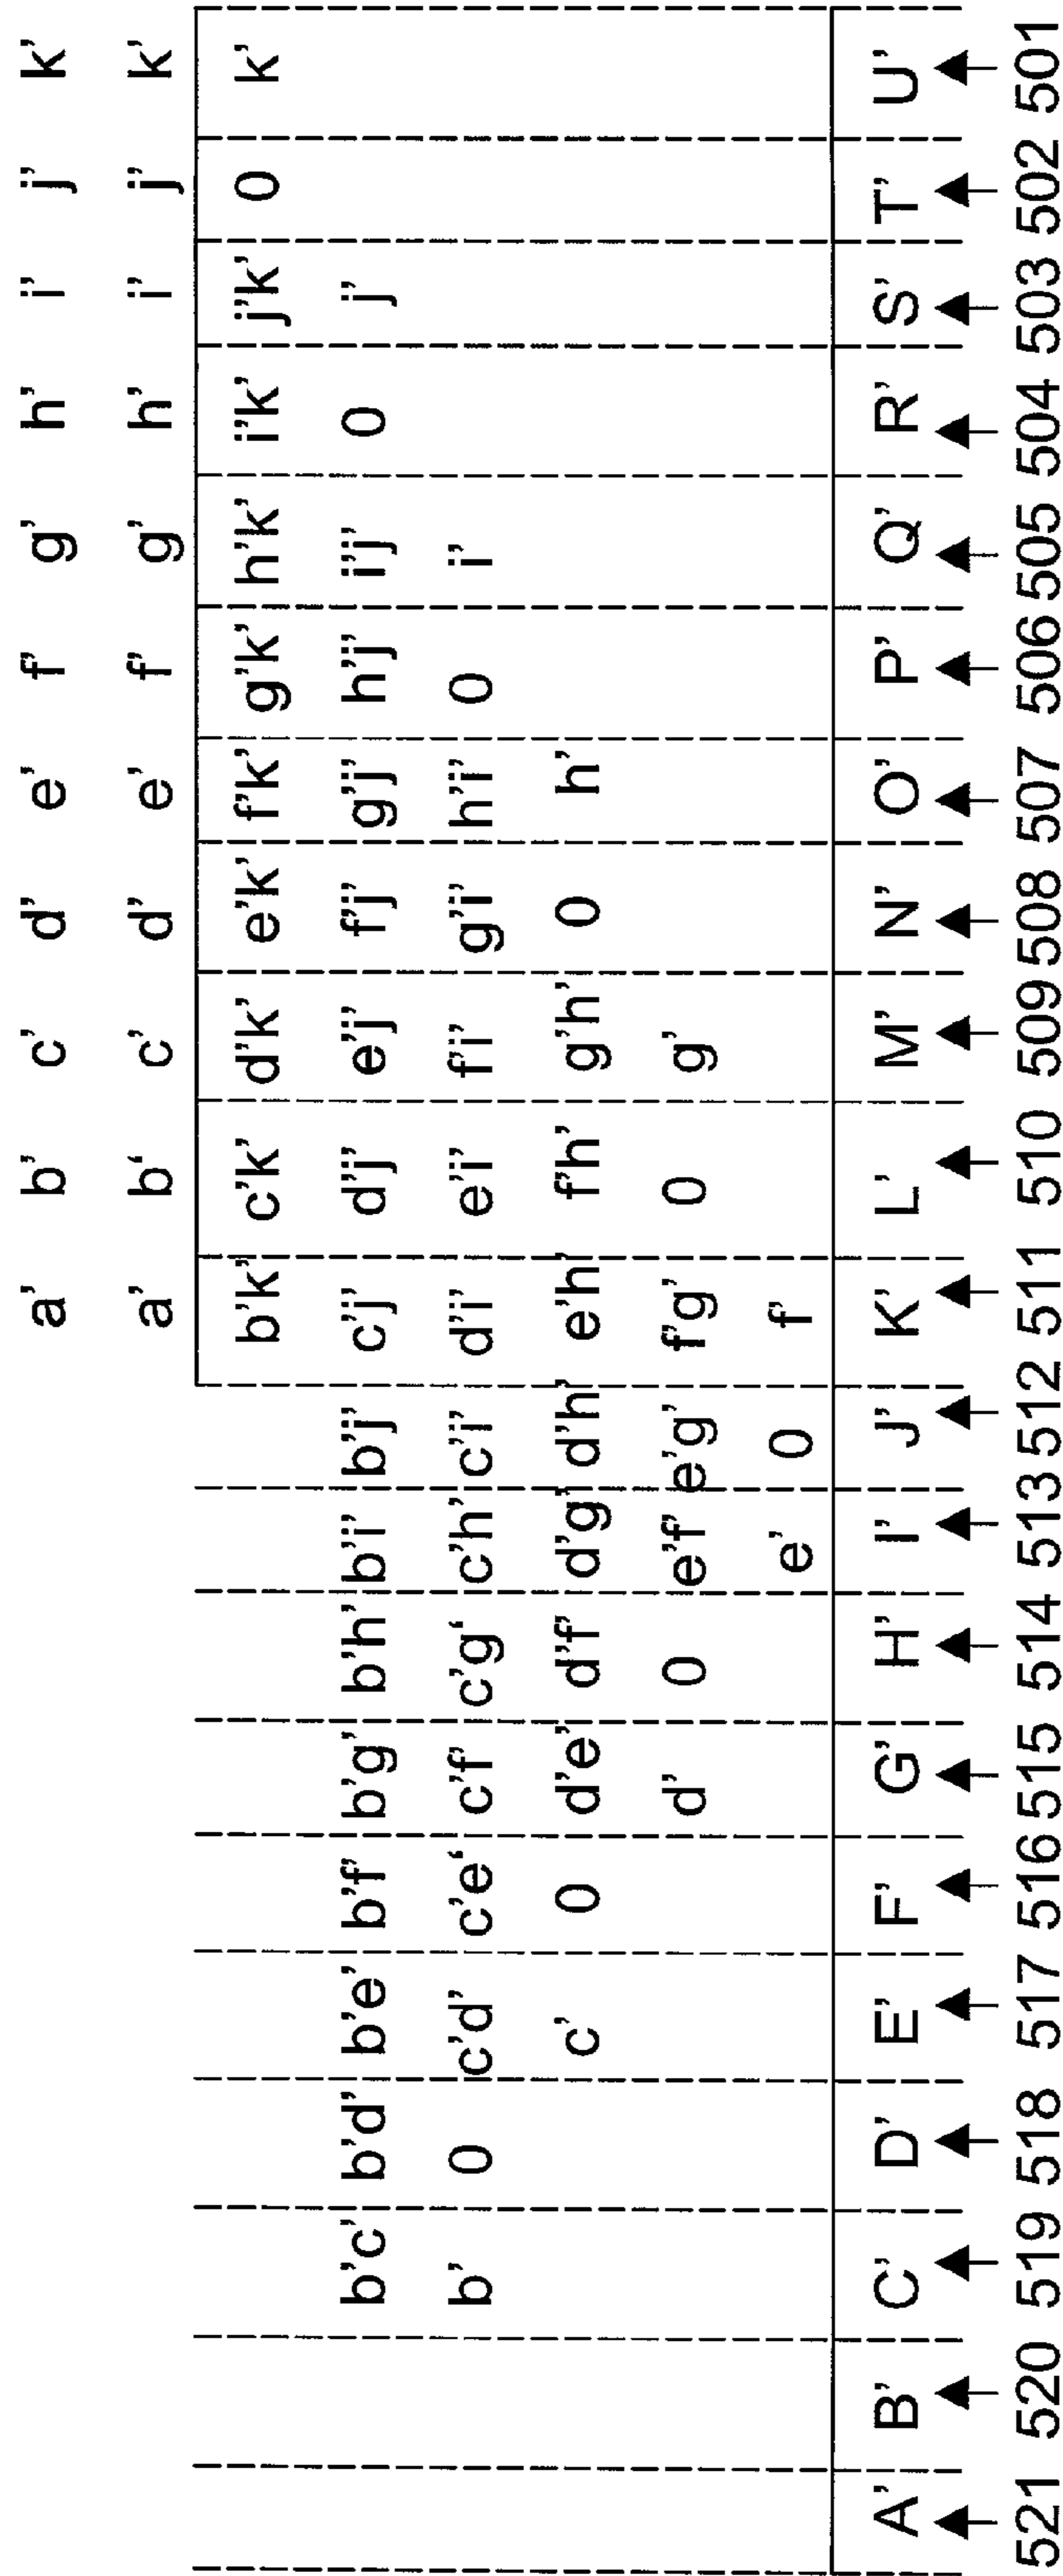 a’ b’ c’ d’ e’ f’ g’ h’ i’ j’ k’
a’ b‘ c’ d’ e’ f’ g’ h’ i’ j’ k’
b’k’ c’k’ d’k’ e’k’ f’k’ g’k’ h’k’ i’k’ j’k’ 0 k’
b’c’ b’d’ b’e’ b’f’ b’g’ b’h’ b’i’ b’j’ c’j’ d’j’ e’j’ f’j’ g’j’ h’j’ i’j’ 0 j’
b’ 0 c’d’ c’e‘ c’f’ c’g‘ c’h’ c’i’ d’i’ e’i’ f’i’ g’i’ h’i’ 0 i’
c’ 0 d’e’ d’f’ d’g’ d’h’ e’h’ f’h’ g’h’ 0 h’
d’ 0 e’f’ e’g’ f’g’ 0 g’
e’ 0 f’
A’ B’ C’ D’ E’ F’ G’ H’ I’ J’ K’ L’ M’ N’ O’ P’ Q’ R’ S’ T’ U’
521 520 519 518 517 516 515 514 513 512 511 510 509 508 507 506 505 504 503 502 501